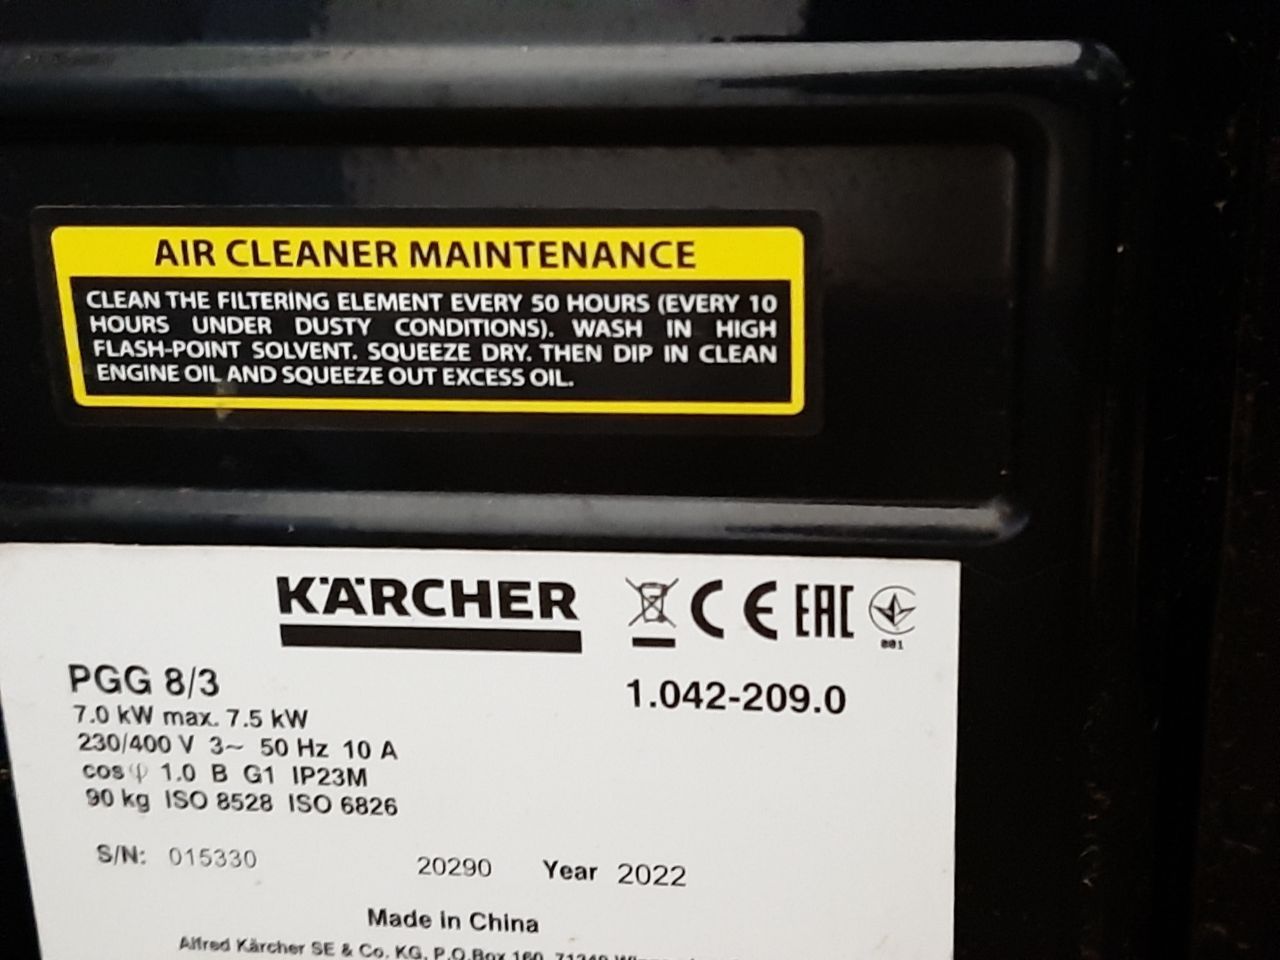 AIR CLEANER MAINTENANCE
CLEAN THE FILTERING ELEMENT EVERY 50 HOURS (EVERY 10
HOURS UNDER DUSTY CONDITIONS). WASH IN HIGH
FLASH-POINT SOLVENT. SQUEEZE DRY. THEN DIP IN CLEAN
ENGINE OIL AND SQUEEZE OUT EXCESS OIL.
KÄRCHER
CE EAC
001
PGG 8/3
1.042-209.0
7.0 kW max. 7.5 kW
230/400 V 3~ 50 Hz 10 A
cos φ 1.0 B G1 IP23M
90 kg ISO 8528 ISO 6826
S/N: 015330 20290 Year 2022
Made in China
Alfred Kärcher SE & Co. KG, P.O.Box 160, 71349